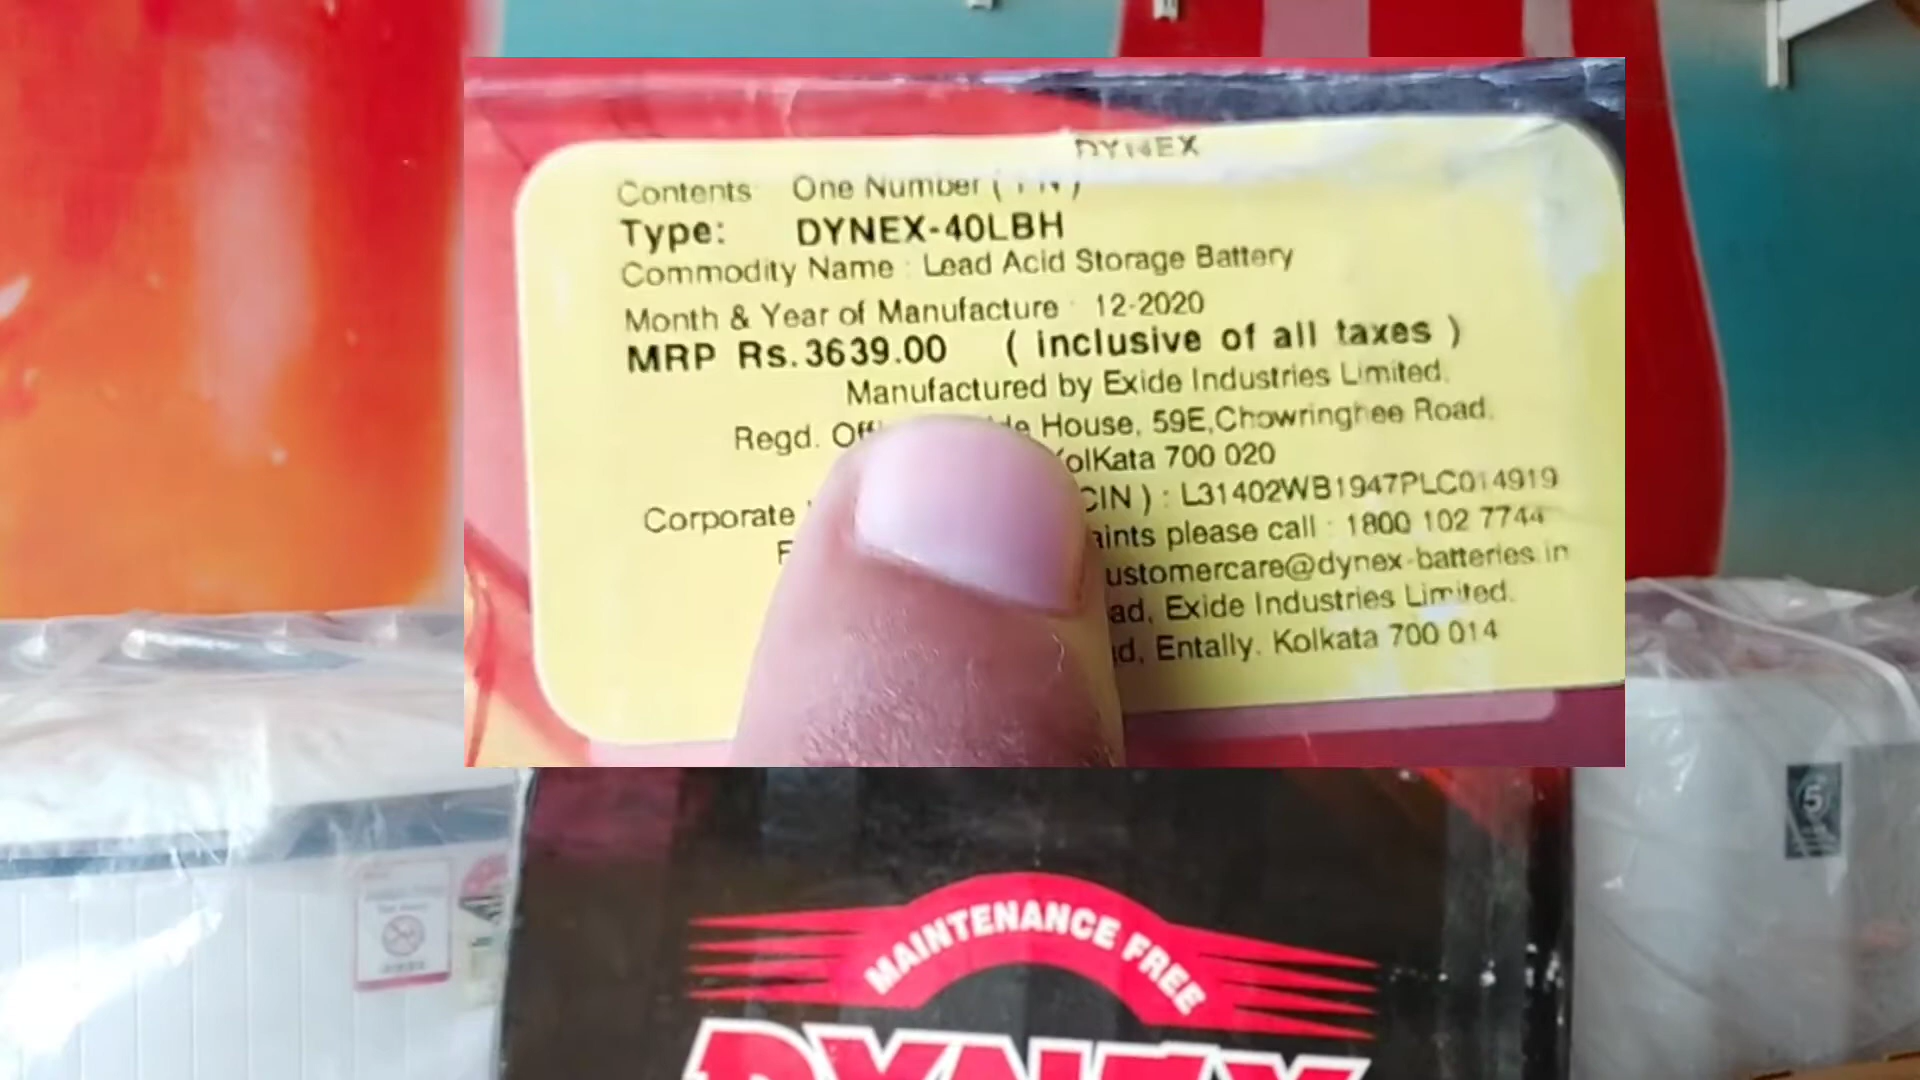 DYNEX
Contents One Number (
Type: DYNEX-40LBH
Commodity Name : Lead Acid Storage Battery
Month & Year of Manufacture : 12-2020
MRP Rs.3639.00 ( inclusive of all taxes )
Manufactured by Exide Industries Limited.
Regd. House, 59E,Chowringhee Road.
700 020
Corporate CIN ) : L31402WB1947PLC014919
please call : 1800 102 7744
ustomercare@dynex-batteries.in
Exide Industries Limited.
Entally. Kolkata 700 014
5
MAINTENANCE FREE
DYNEX